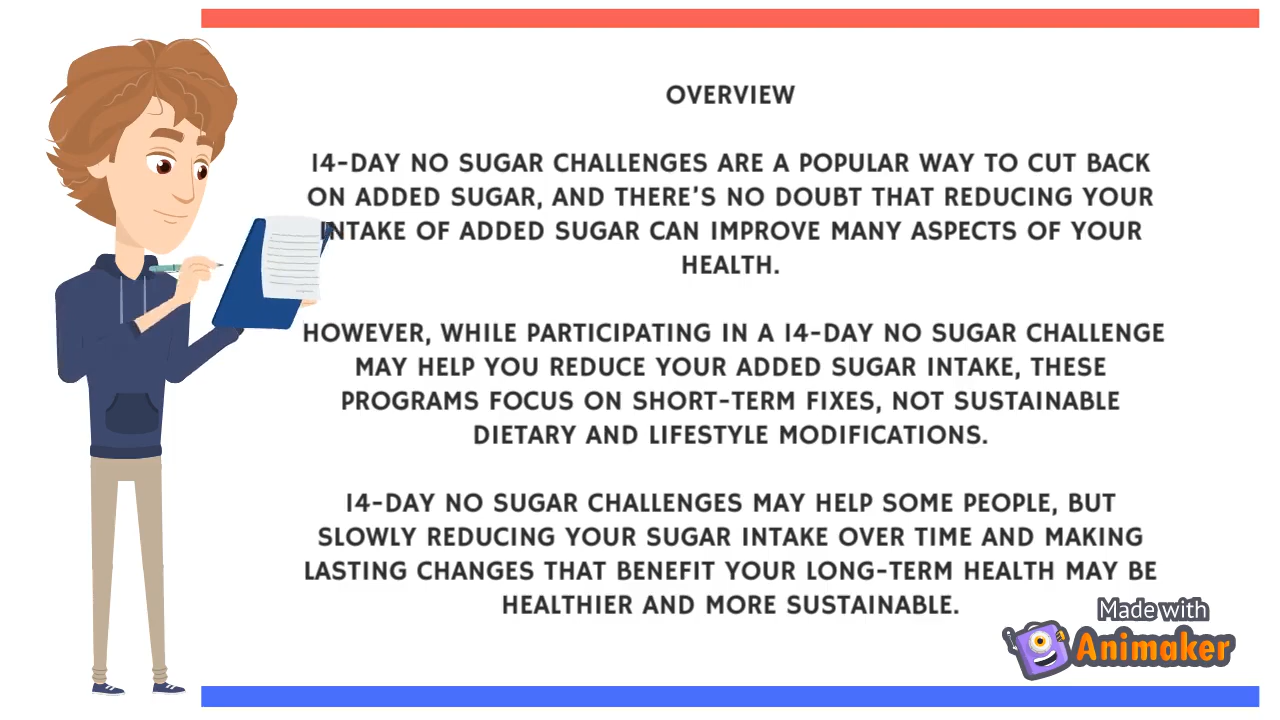 OVERVIEW
14-DAY NO SUGAR CHALLENGES ARE A POPULAR WAY TO CUT BACK
ON ADDED SUGAR, AND THERE'S NO DOUBT THAT REDUCING YOUR
INTAKE OF ADDED SUGAR CAN IMPROVE MANY ASPECTS OF YOUR
HEALTH.
HOWEVER, WHILE PARTICIPATING IN A 14-DAY NO SUGAR CHALLENGE
MAY HELP YOU REDUCE YOUR ADDED SUGAR INTAKE, THESE
PROGRAMS FOCUS ON SHORT-TERM FIXES, NOT SUSTAINABLE
DIETARY AND LIFESTYLE MODIFICATIONS.
14-DAY NO SUGAR CHALLENGES MAY HELP SOME PEOPLE, BUT
SLOWLY REDUCING YOUR SUGAR INTAKE OVER TIME AND MAKING
LASTING CHANGES THAT BENEFIT YOUR LONG-TERM HEALTH MAY BE
HEALTHIER AND MORE SUSTAINABLE.
Made with
Animaker